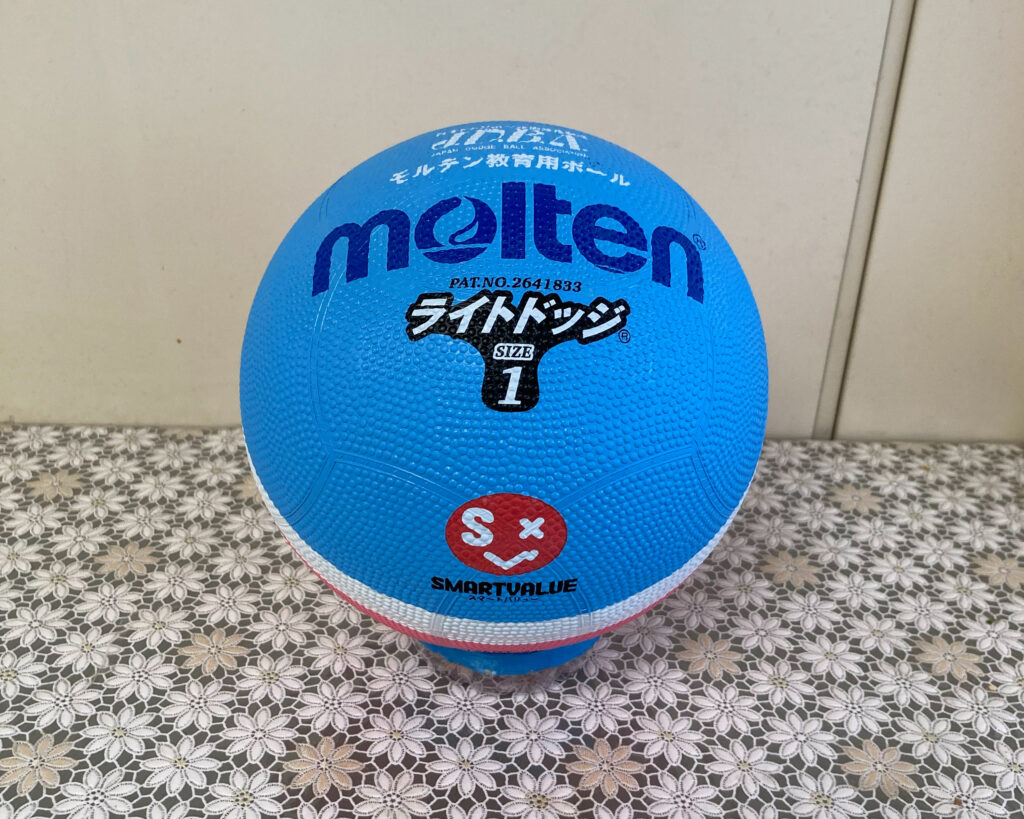 J.D.B.A.
JAPAN DODGE BALL ASSOCIATION
モルテン教育用ボール
molten®
PAT.NO.2641833
ライトドッジ®
SIZE
1
S x
SMARTVALUE
スマートバリュー